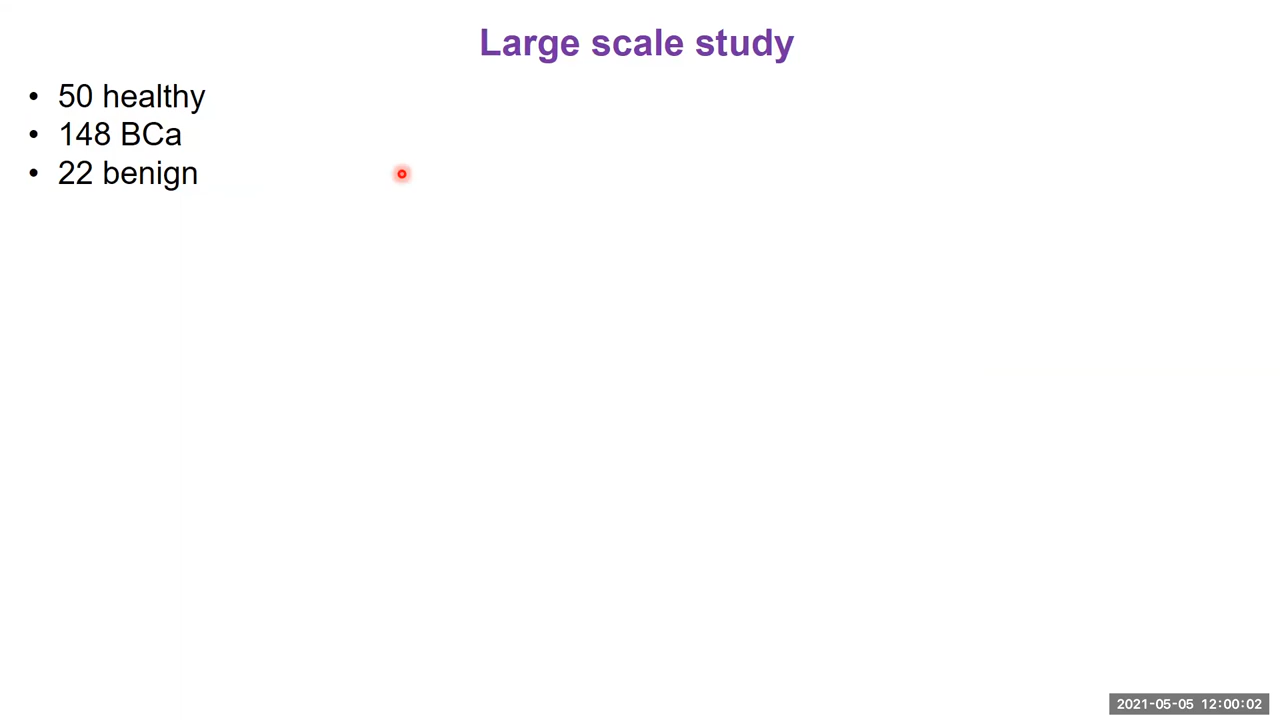 Large scale study
• 50 healthy
• 148 BCa
• 22 benign
2021-05-05 12:00:02